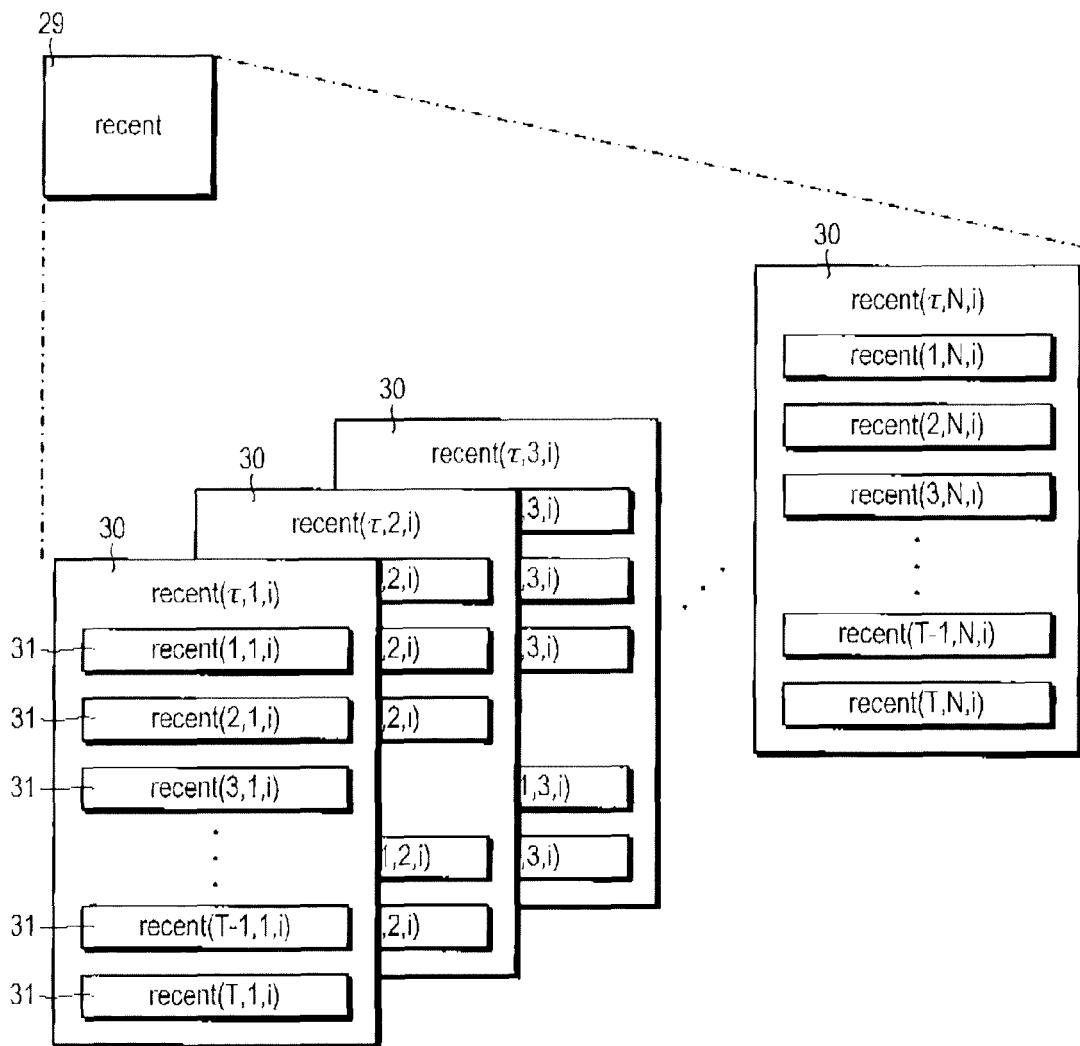 29
recent
30
recent(τ,N,i)
recent(1,N,i)
recent(2,N,i)
recent(3,N,i)
recent(T-1,N,i)
recent(T,N,i)
30
recent(τ,3,i)
,3,i)
,3,i)
,3,i)
1,3,i)
,3,i)
30
recent(τ,2,i)
,2,i)
,2,i)
,2,i)
1,2,i)
,2,i)
30
recent(τ,1,i)
31 recent(1,1,i)
31 recent(2,1,i)
31 recent(3,1,i)
31 recent(T-1,1,i)
31 recent(T,1,i)